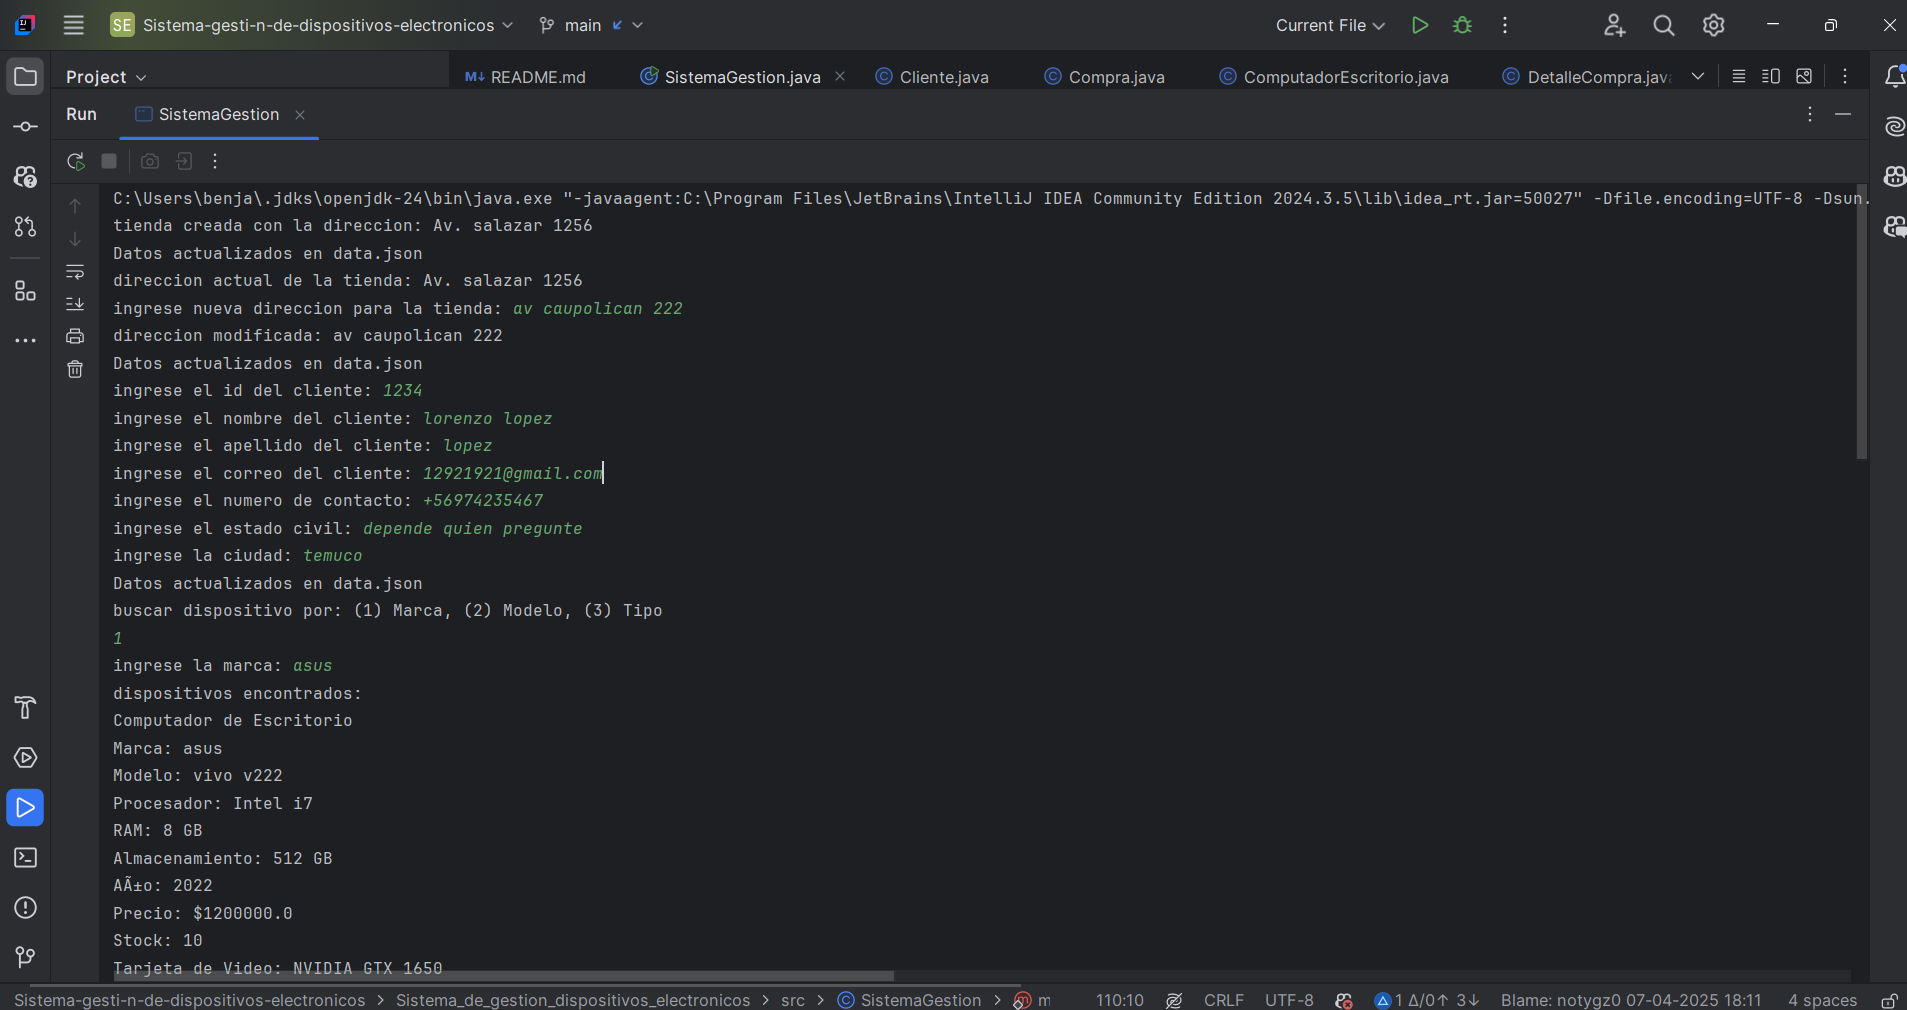 SE Sistema-gesti-n-de-dispositivos-electronicos main Current File
Project README.md SistemaGestion.java Cliente.java Compra.java ComputadorEscritorio.java DetalleCompra.jav
Run SistemaGestion
C:\Users\benja\.jdks\openjdk-24\bin\java.exe "-javaagent:C:\Program Files\JetBrains\IntelliJ IDEA Community Edition 2024.3.5\lib\idea_rt.jar=50027" -Dfile.encoding=UTF-8 -Dsun.
tienda creada con la direccion: Av. salazar 1256
Datos actualizados en data.json
direccion actual de la tienda: Av. salazar 1256
ingrese nueva direccion para la tienda: av caupolican 222
direccion modificada: av caupolican 222
Datos actualizados en data.json
ingrese el id del cliente: 1234
ingrese el nombre del cliente: lorenzo lopez
ingrese el apellido del cliente: lopez
ingrese el correo del cliente: 12921921@gmail.com
ingrese el numero de contacto: +56974235467
ingrese el estado civil: depende quien pregunte
ingrese la ciudad: temuco
Datos actualizados en data.json
buscar dispositivo por: (1) Marca, (2) Modelo, (3) Tipo
1
ingrese la marca: asus
dispositivos encontrados:
Computador de Escritorio
Marca: asus
Modelo: vivo v222
Procesador: Intel i7
RAM: 8 GB
Almacenamiento: 512 GB
AÃ±o: 2022
Precio: $1200000.0
Stock: 10
Tarjeta de Video: NVIDIA GTX 1650
Sistema-gesti-n-de-dispositivos-electronicos > Sistema_de_gestion_dispositivos_electronicos > src > SistemaGestion > m 110:10 CRLF UTF-8 1 Δ/0↑ 3↓ Blame: notygz0 07-04-2025 18:11 4 spaces